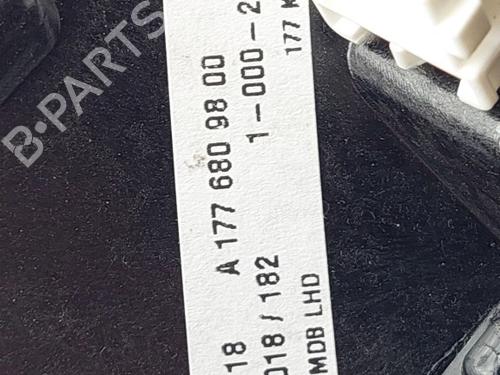 B-PARTS
18 A 177 680 98 00
018 / 182 1-000-2
MDB LHD 177 K